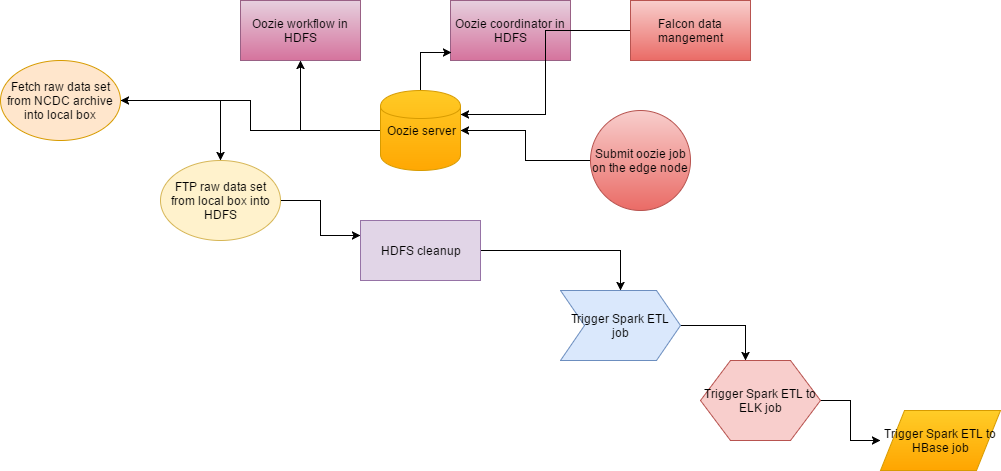 Oozie workflow in
HDFS
Oozie coordinator in
HDFS
Falcon data
mangement
Fetch raw data set
from NCDC archive
into local box
Oozie server
Submit oozie job
on the edge node
FTP raw data set
from local box into
HDFS
HDFS cleanup
Trigger Spark ETL
job
Trigger Spark ETL to
ELK job
Trigger Spark ETL to
HBase job